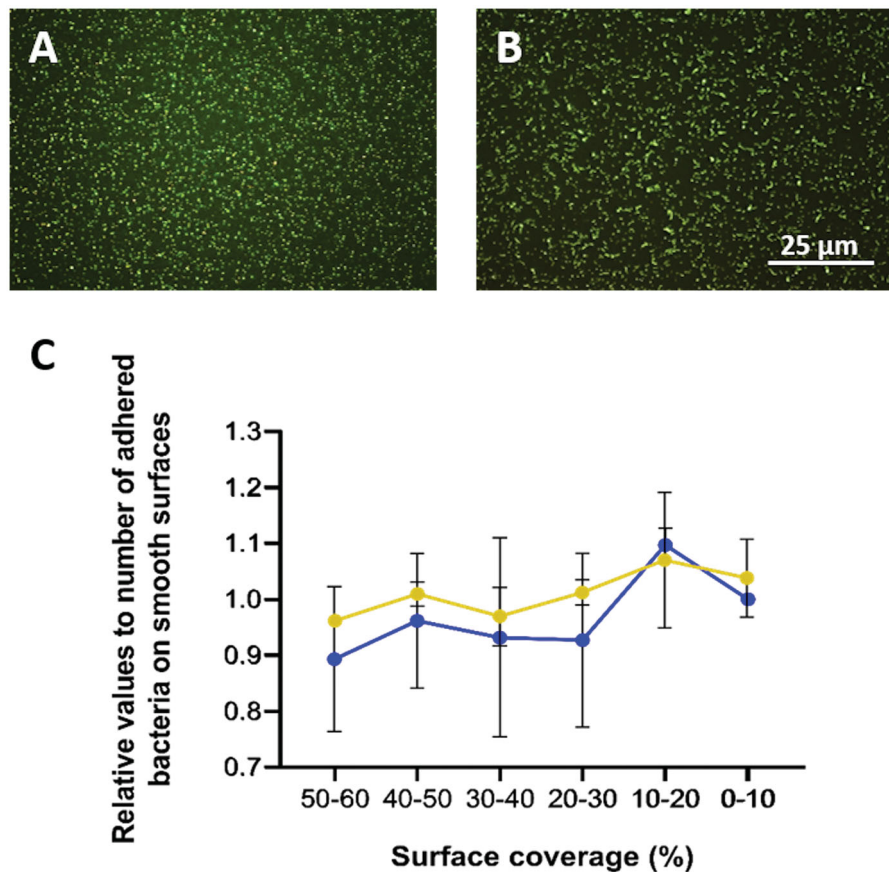 A
B
25 µm
C
Relative values to number of adhered
bacteria on smooth surfaces
1.3
1.2
1.1
1.0
0.9
0.8
0.7
50-60 40-50 30-40 20-30 10-20 0-10
Surface coverage (%)